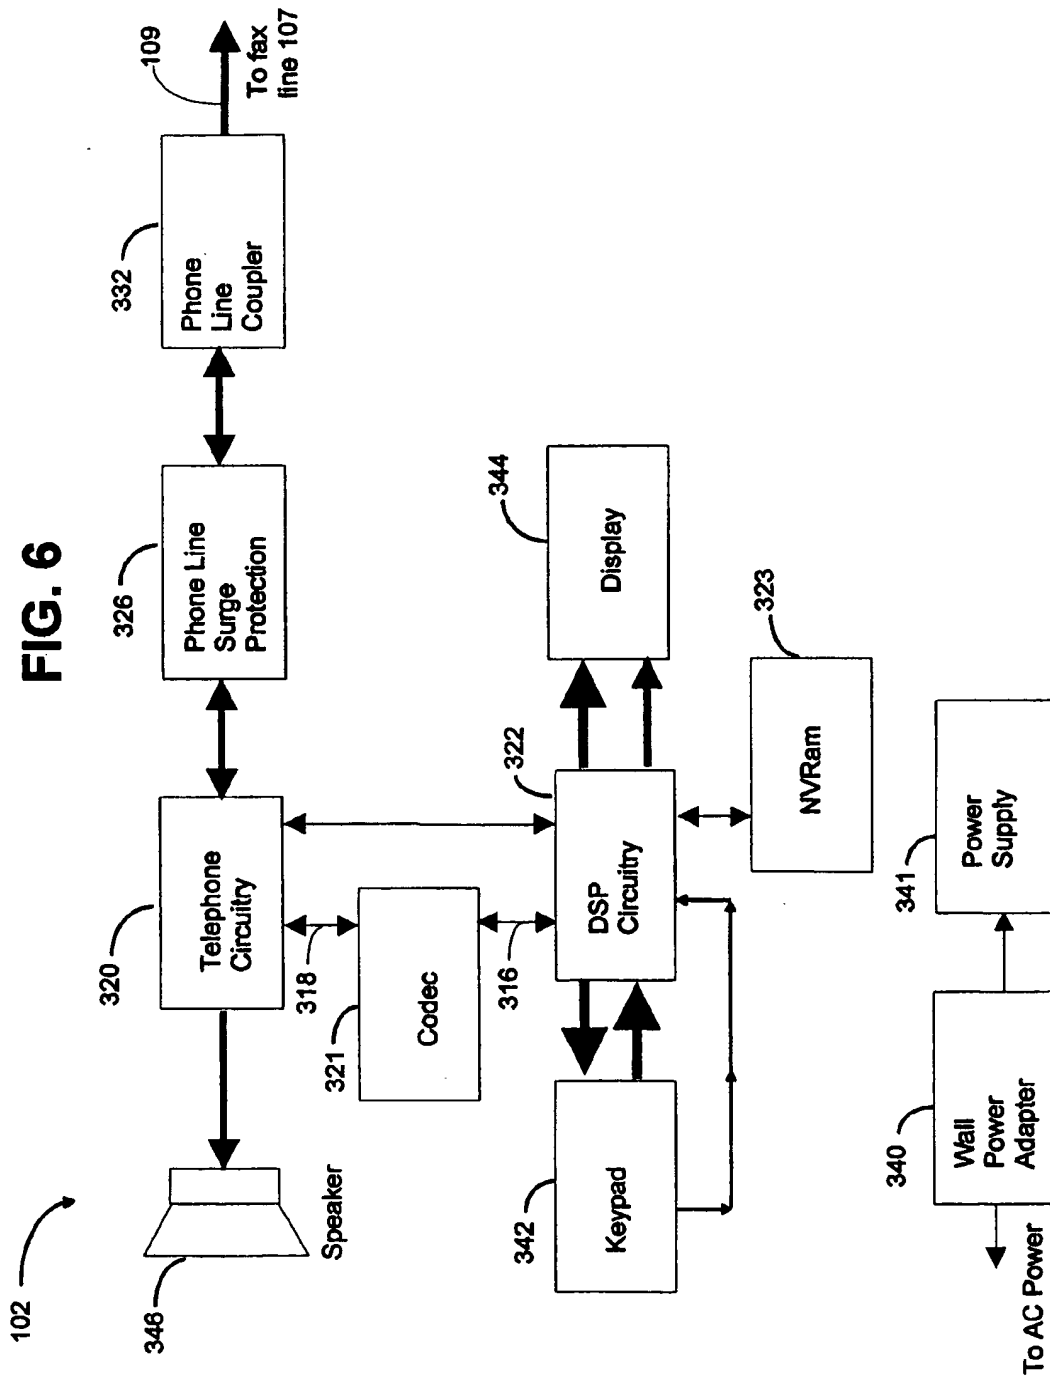 FIG. 6
102
346
Speaker
320
Telephone
Circuitry
326
Phone Line
Surge
Protection
332
Phone
Line
Coupler
109
To fax
line 107
318
321
Codec
316
322
DSP
Circuitry
342
Keypad
344
Display
323
NVRam
340
Wall
Power
Adapter
341
Power
Supply
To AC Power